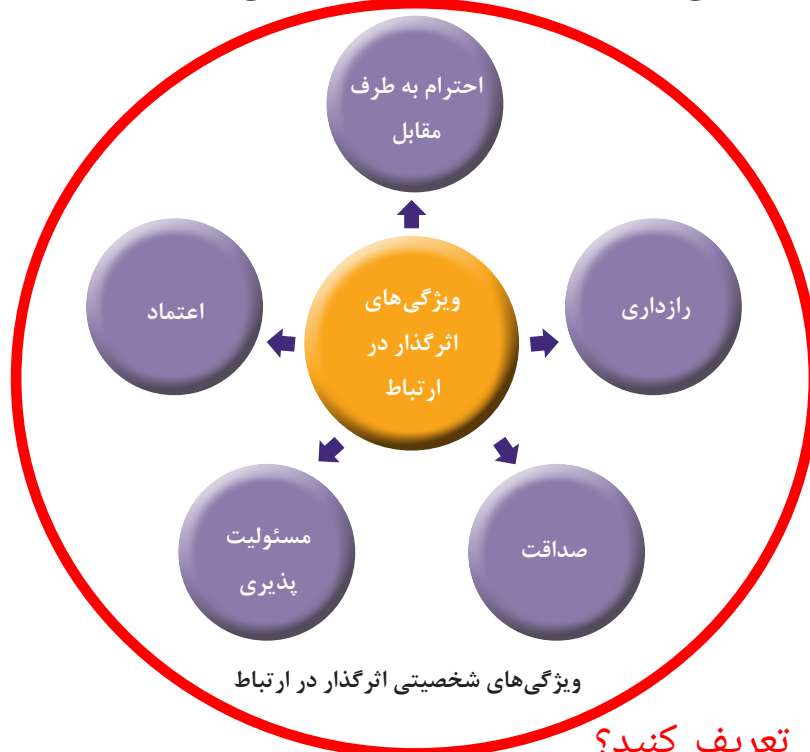 احترام به طرف
مقابل
رازداری
ویژگی‌های
اثرگذار در
ارتباط
اعتماد
صداقت
مسئولیت
پذیری
ویژگی‌های شخصیتی اثرگذار در ارتباط
تعریف کنید؟